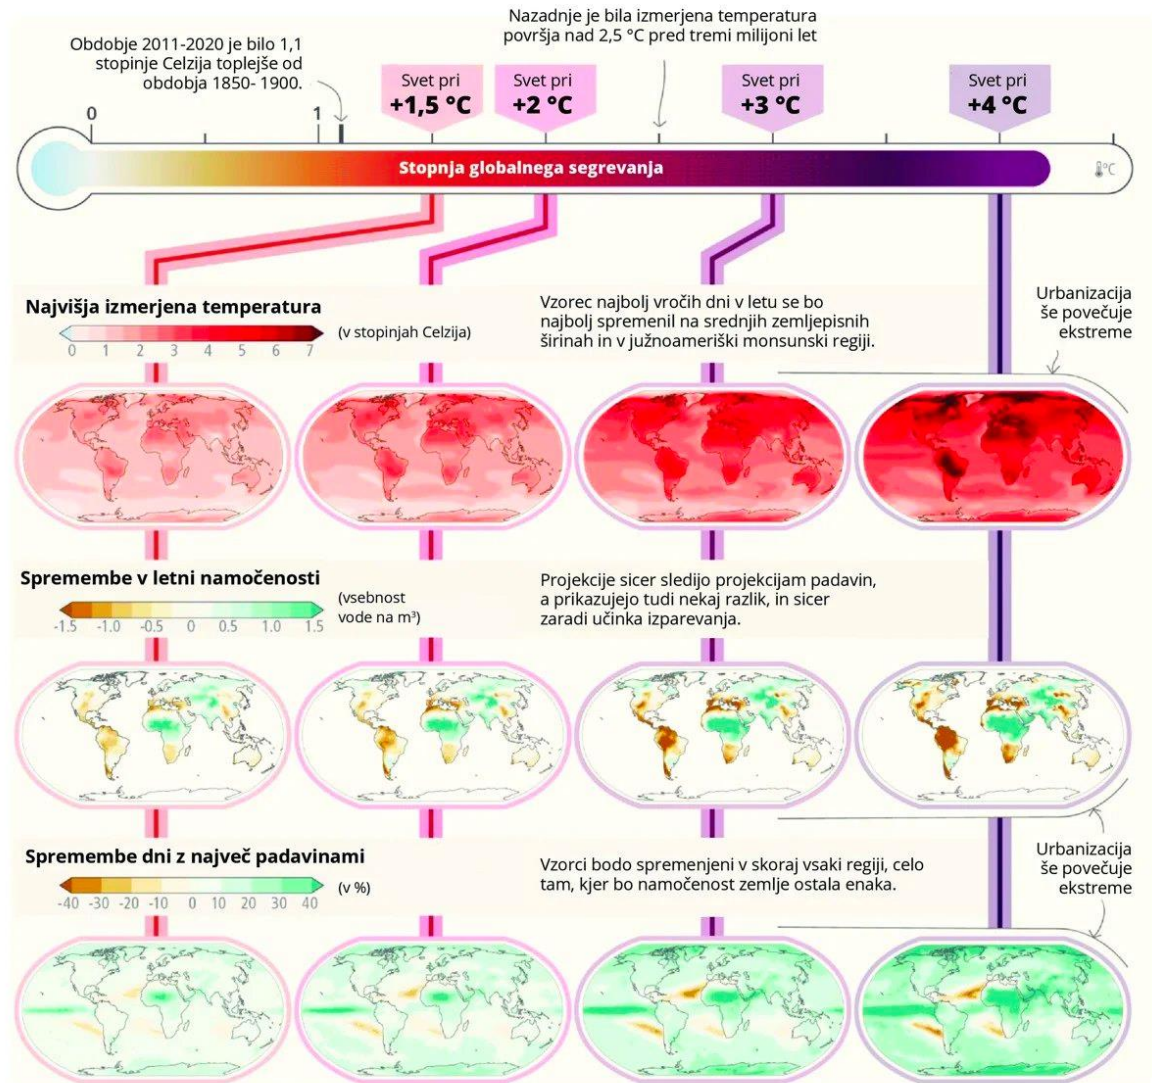 Nazadnje je bila izmerjena temperatura
površja nad 2,5 °C pred tremi milijoni let
Obdobje 2011-2020 je bilo 1,1
stopinje Celzija toplejše od
obdobja 1850- 1900.
Svet pri
+1,5 °C
Svet pri
+2 °C
Svet pri
+3 °C
Svet pri
+4 °C
0 1
Stopnja globalnega segrevanja
°C
Najvišja izmerjena temperatura
(v stopinjah Celzija)
0 1 2 3 4 5 6 7
Vzorec najbolj vročih dni v letu se bo
najbolj spremenil na srednjih zemljepisnih
širinah in v južnoameriški monsunski regiji.
Urbanizacija
še povečuje
ekstreme
Spremembe v letni namočenosti
(vsebnost
vode na m³)
-1.5 -1.0 -0.5 0 0.5 1.0 1.5
Projekcije sicer sledijo projekcijam padavin,
a prikazujejo tudi nekaj razlik, in sicer
zaradi učinka izparevanja.
Spremembe dni z največ padavinami
(v %)
-40 -30 -20 -10 0 10 20 30 40
Vzorci bodo spremenjeni v skoraj vsaki regiji, celo
tam, kjer bo namočenost zemlje ostala enaka.
Urbanizacija
še povečuje
ekstreme